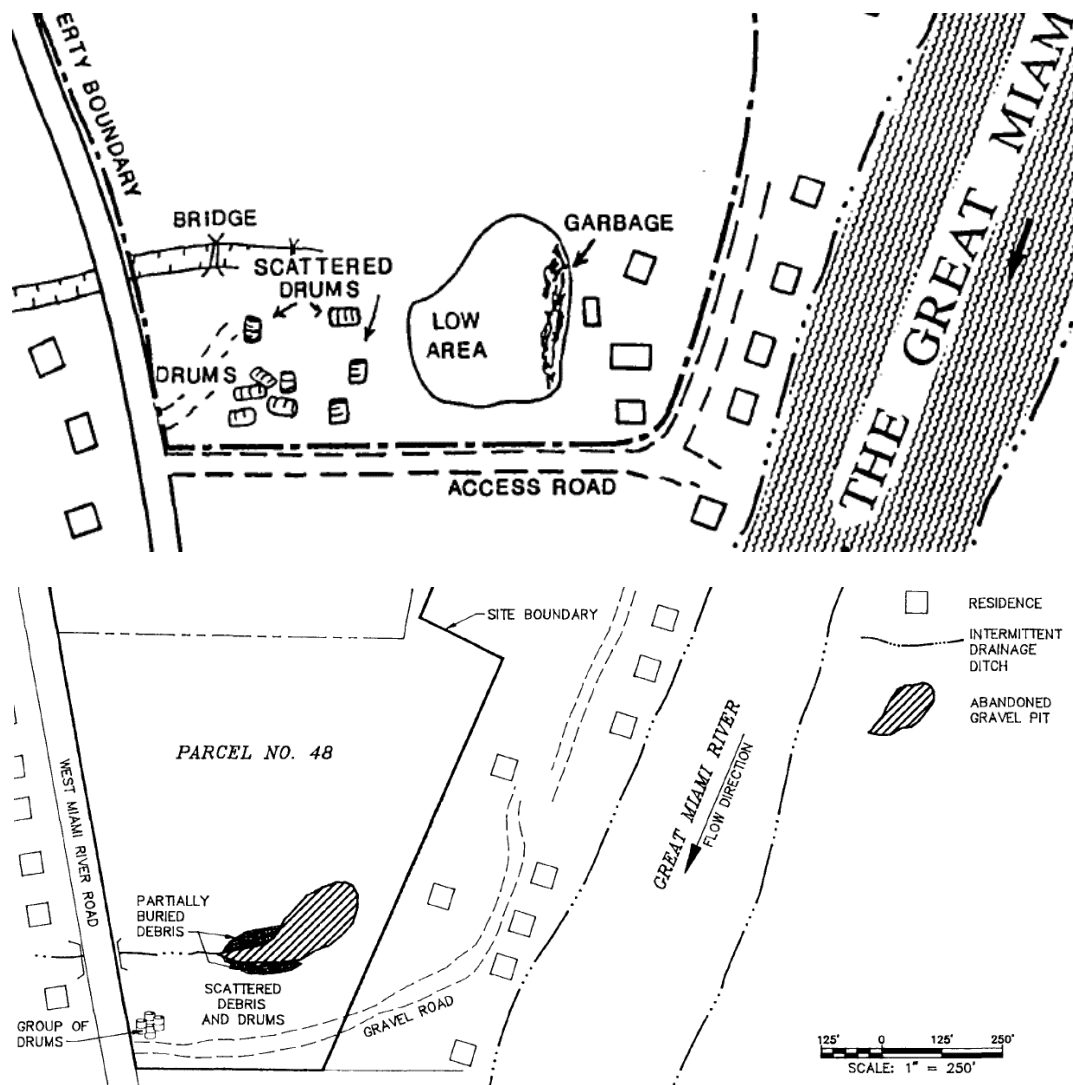 ERTY BOUNDARY
BRIDGE
SCATTERED
DRUMS
DRUMS
LOW
AREA
GARBAGE
ACCESS ROAD
THE GREAT MIAM
SITE BOUNDARY
RESIDENCE
INTERMITTENT
DRAINAGE
DITCH
ABANDONED
GRAVEL PIT
PARCEL NO. 48
WEST MIAMI RIVER ROAD
GREAT MIAMI RIVER
FLOW DIRECTION
PARTIALLY
BURIED
DEBRIS
SCATTERED
DEBRIS
AND DRUMS
GROUP OF
DRUMS
GRAVEL ROAD
125' 0 125' 250'
SCALE: 1" = 250'